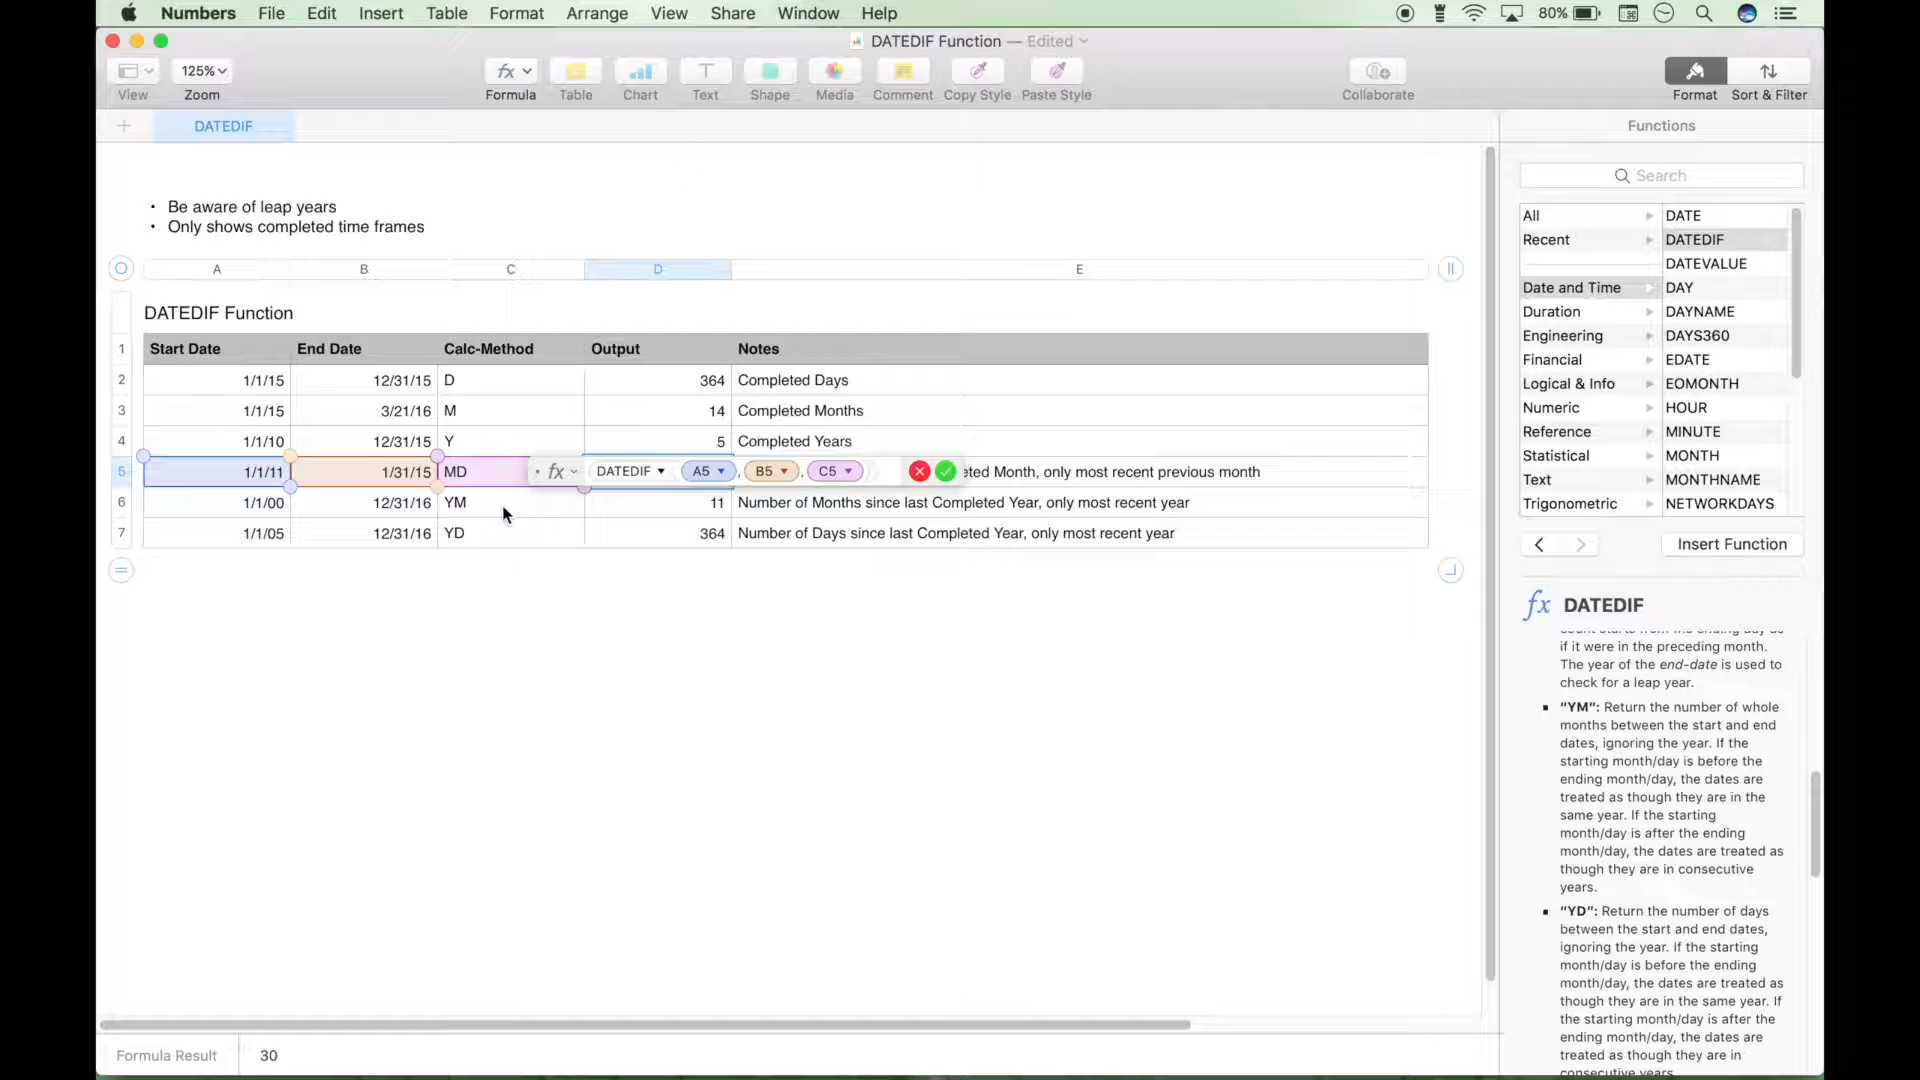 Numbers File Edit Insert Table Format Arrange View Share Window Help 80%
DATEDIF Function — Edited
125% fx
View Zoom Formula Table Chart Text Shape Media Comment Copy Style Paste Style Collaborate Format Sort & Filter
DATEDIF
Functions
Search
• Be aware of leap years
• Only shows completed time frames
A B C D E
DATEDIF Function
1 Start Date End Date Calc-Method Output Notes
2 1/1/15 12/31/15 D 364 Completed Days
3 1/1/15 3/21/16 M 14 Completed Months
4 1/1/10 12/31/15 Y 5 Completed Years
5 1/1/11 1/31/15 MD fx DATEDIF A5 , B5 , C5 eted Month, only most recent previous month
6 1/1/00 12/31/16 YM 11 Number of Months since last Completed Year, only most recent year
7 1/1/05 12/31/16 YD 364 Number of Days since last Completed Year, only most recent year
All
Recent
Date and Time
Duration
Engineering
Financial
Logical & Info
Numeric
Reference
Statistical
Text
Trigonometric
DATE
DATEDIF
DATEVALUE
DAY
DAYNAME
DAYS360
EDATE
EOMONTH
HOUR
MINUTE
MONTH
MONTHNAME
NETWORKDAYS
Insert Function
fx DATEDIF
if it were in the preceding month.
The year of the end-date is used to
check for a leap year.
▪ “YM”: Return the number of whole
months between the start and end
dates, ignoring the year. If the
starting month/day is before the
ending month/day, the dates are
treated as though they are in the
same year. If the starting
month/day is after the ending
month/day, the dates are treated as
though they are in consecutive
years.
▪ “YD”: Return the number of days
between the start and end dates,
ignoring the year. If the starting
month/day is before the ending
month/day, the dates are treated as
though they are in the same year. If
the starting month/day is after the
ending month/day, the dates are
treated as though they are in
consecutive years.
Formula Result 30